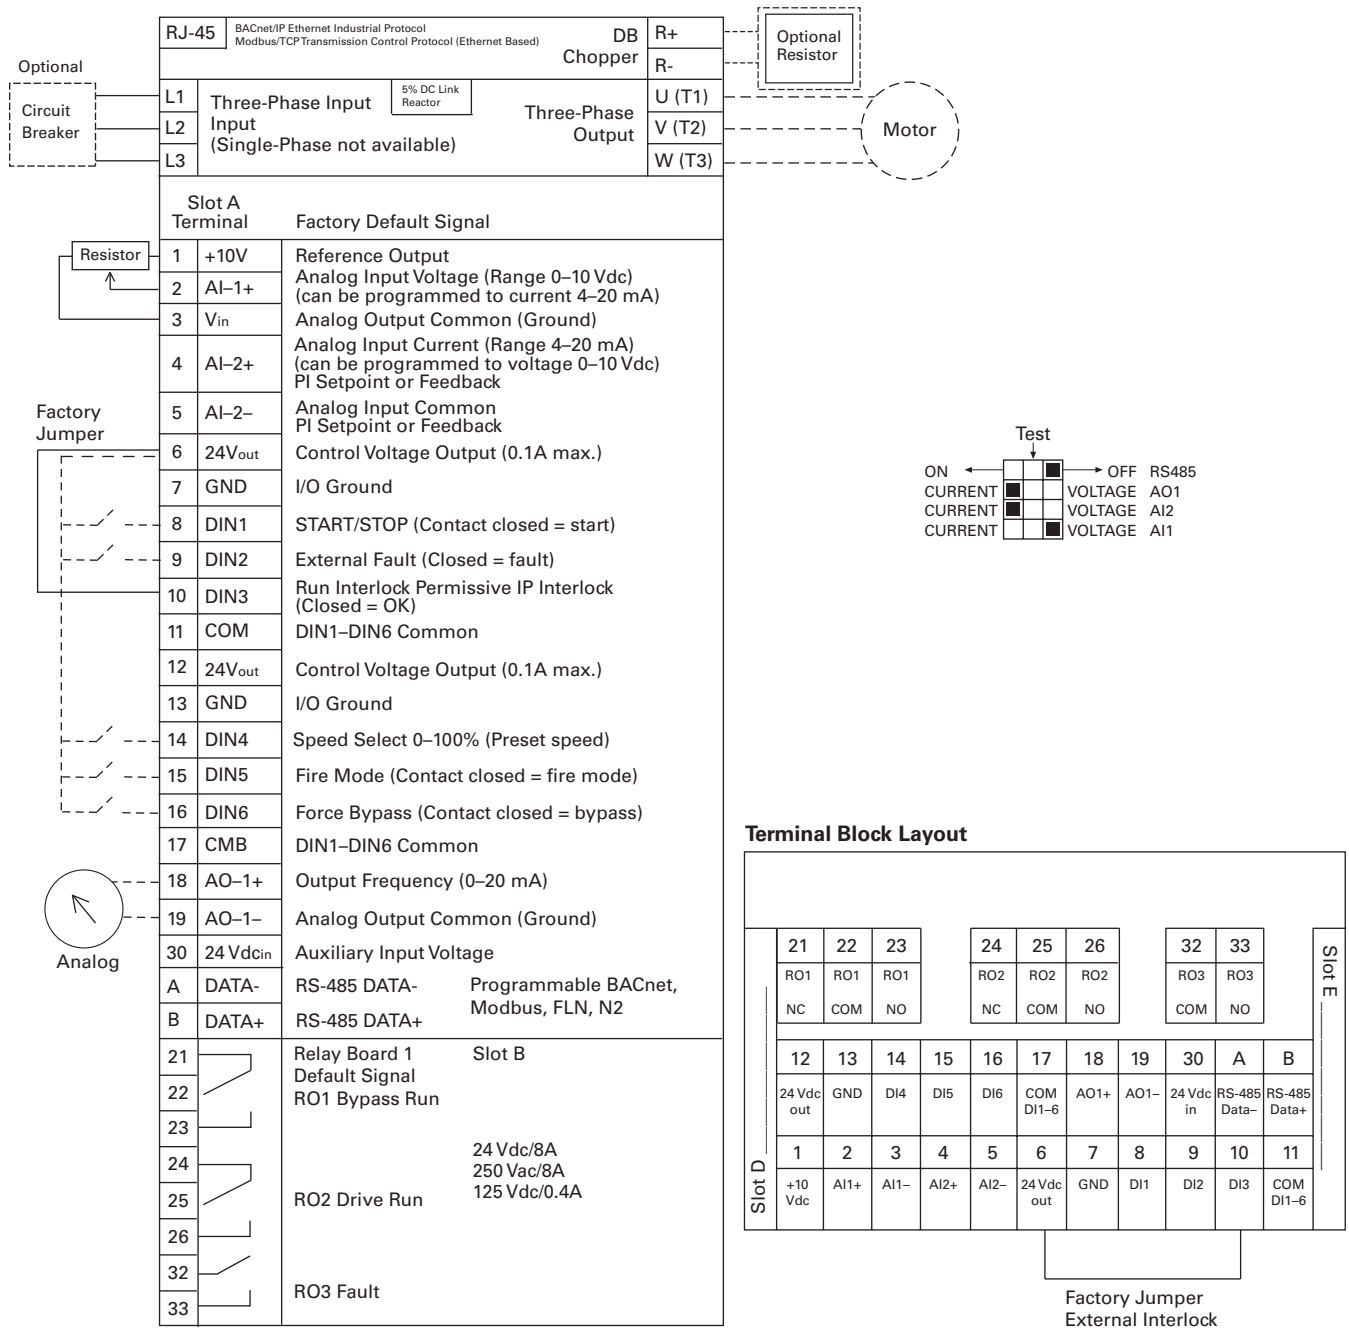 RJ-45
BACnet/IP Ethernet Industrial Protocol
Modbus/TCP Transmission Control Protocol (Ethernet Based)
DB
Chopper
R+
R-
Optional
Resistor
Optional
Circuit
Breaker
L1
L2
L3
Three-Phase Input
Input
(Single-Phase not available)
5% DC Link
Reactor
Three-Phase
Output
U (T1)
V (T2)
W (T3)
Motor
Slot A
Terminal
Factory Default Signal
Resistor
1 +10V Reference Output
2 AI–1+ Analog Input Voltage (Range 0–10 Vdc)
(can be programmed to current 4–20 mA)
3 Vin Analog Output Common (Ground)
4 AI–2+ Analog Input Current (Range 4–20 mA)
(can be programmed to voltage 0–10 Vdc)
PI Setpoint or Feedback
5 AI–2– Analog Input Common
PI Setpoint or Feedback
Factory
Jumper
6 24Vout Control Voltage Output (0.1A max.)
7 GND I/O Ground
8 DIN1 START/STOP (Contact closed = start)
9 DIN2 External Fault (Closed = fault)
10 DIN3 Run Interlock Permissive IP Interlock
(Closed = OK)
11 COM DIN1–DIN6 Common
12 24Vout Control Voltage Output (0.1A max.)
13 GND I/O Ground
14 DIN4 Speed Select 0–100% (Preset speed)
15 DIN5 Fire Mode (Contact closed = fire mode)
16 DIN6 Force Bypass (Contact closed = bypass)
17 CMB DIN1–DIN6 Common
18 AO–1+ Output Frequency (0–20 mA)
19 AO–1– Analog Output Common (Ground)
Analog
30 24 Vdcin Auxiliary Input Voltage
A DATA- RS-485 DATA-
B DATA+ RS-485 DATA+
Programmable BACnet,
Modbus, FLN, N2
21
22
23
24
25
26
32
33
Relay Board 1
Default Signal
RO1 Bypass Run
Slot B
24 Vdc/8A
250 Vac/8A
125 Vdc/0.4A
RO2 Drive Run
RO3 Fault
Test
ON OFF RS485
CURRENT VOLTAGE AO1
CURRENT VOLTAGE AI2
CURRENT VOLTAGE AI1
Terminal Block Layout
21 22 23 24 25 26 32 33
RO1 RO1 RO1 RO2 RO2 RO2 RO3 RO3
NC COM NO NC COM NO COM NO
12 13 14 15 16 17 18 19 30 A B
24 Vdc GND DI4 DI5 DI6 COM AO1+ AO1– 24 Vdc RS-485 RS-485
out DI1–6 in Data– Data+
1 2 3 4 5 6 7 8 9 10 11
+10 AI1+ AI1– AI2+ AI2– 24 Vdc GND DI1 DI2 DI3 COM
Vdc out DI1–6
Slot D
Slot E
Factory Jumper
External Interlock